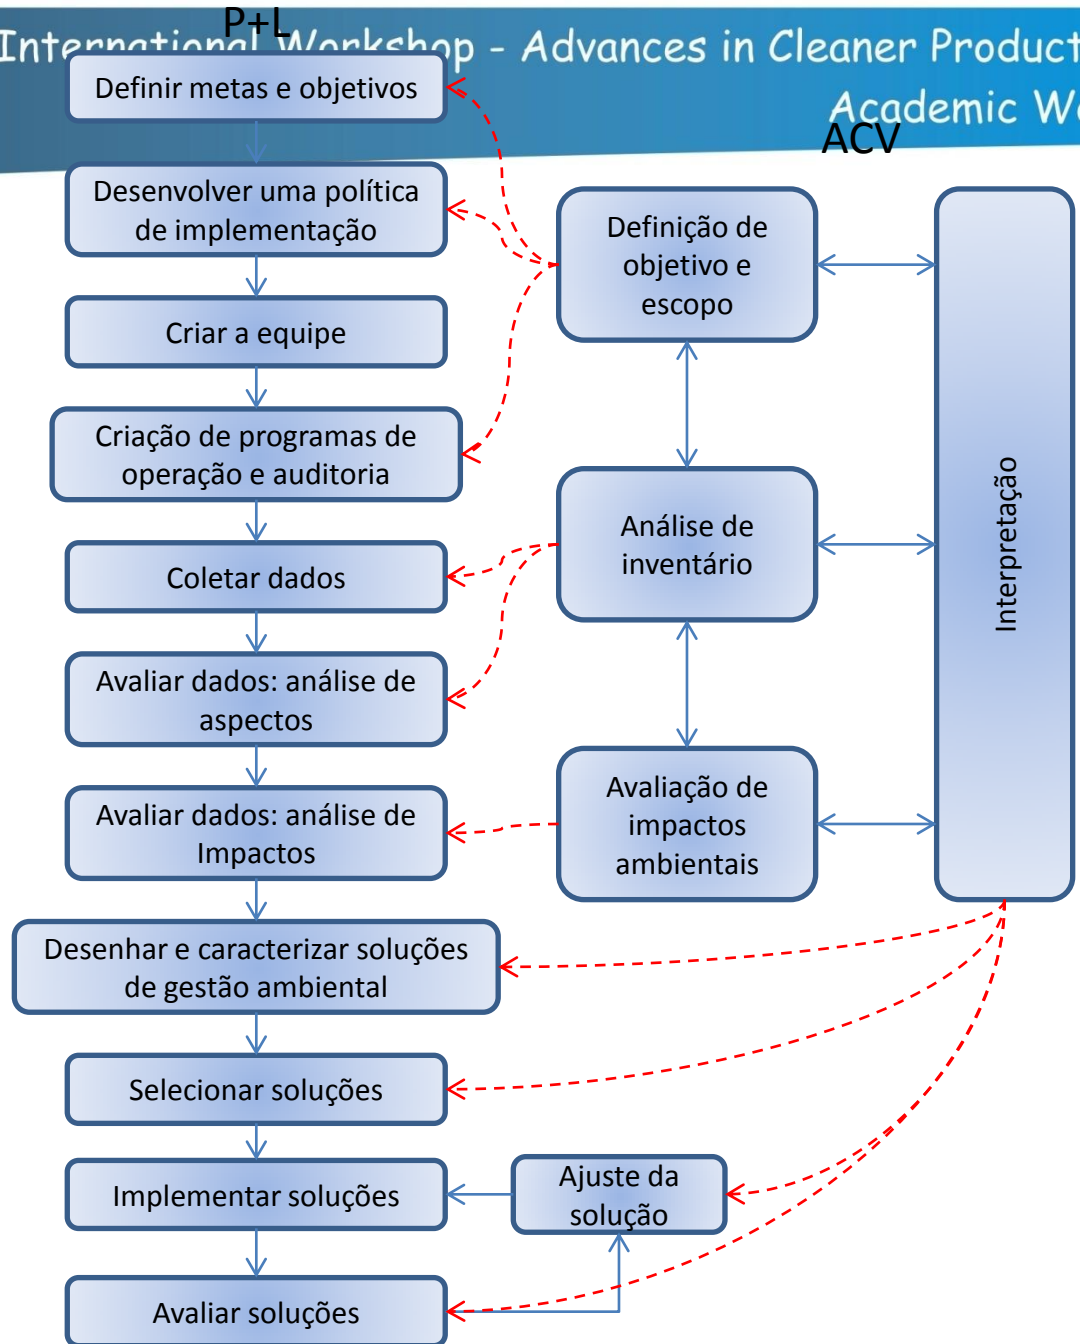 P+L
International Workshop - Advances in Cleaner Product
Academic Wo
ACV
Definir metas e objetivos
Desenvolver uma política
de implementação
Criar a equipe
Criação de programas de
operação e auditoria
Coletar dados
Avaliar dados: análise de
aspectos
Avaliar dados: análise de
Impactos
Desenhar e caracterizar soluções
de gestão ambiental
Selecionar soluções
Implementar soluções
Avaliar soluções
Ajuste da
solução
Definição de
objetivo e
escopo
Análise de
inventário
Avaliação de
impactos
ambientais
Interpretação